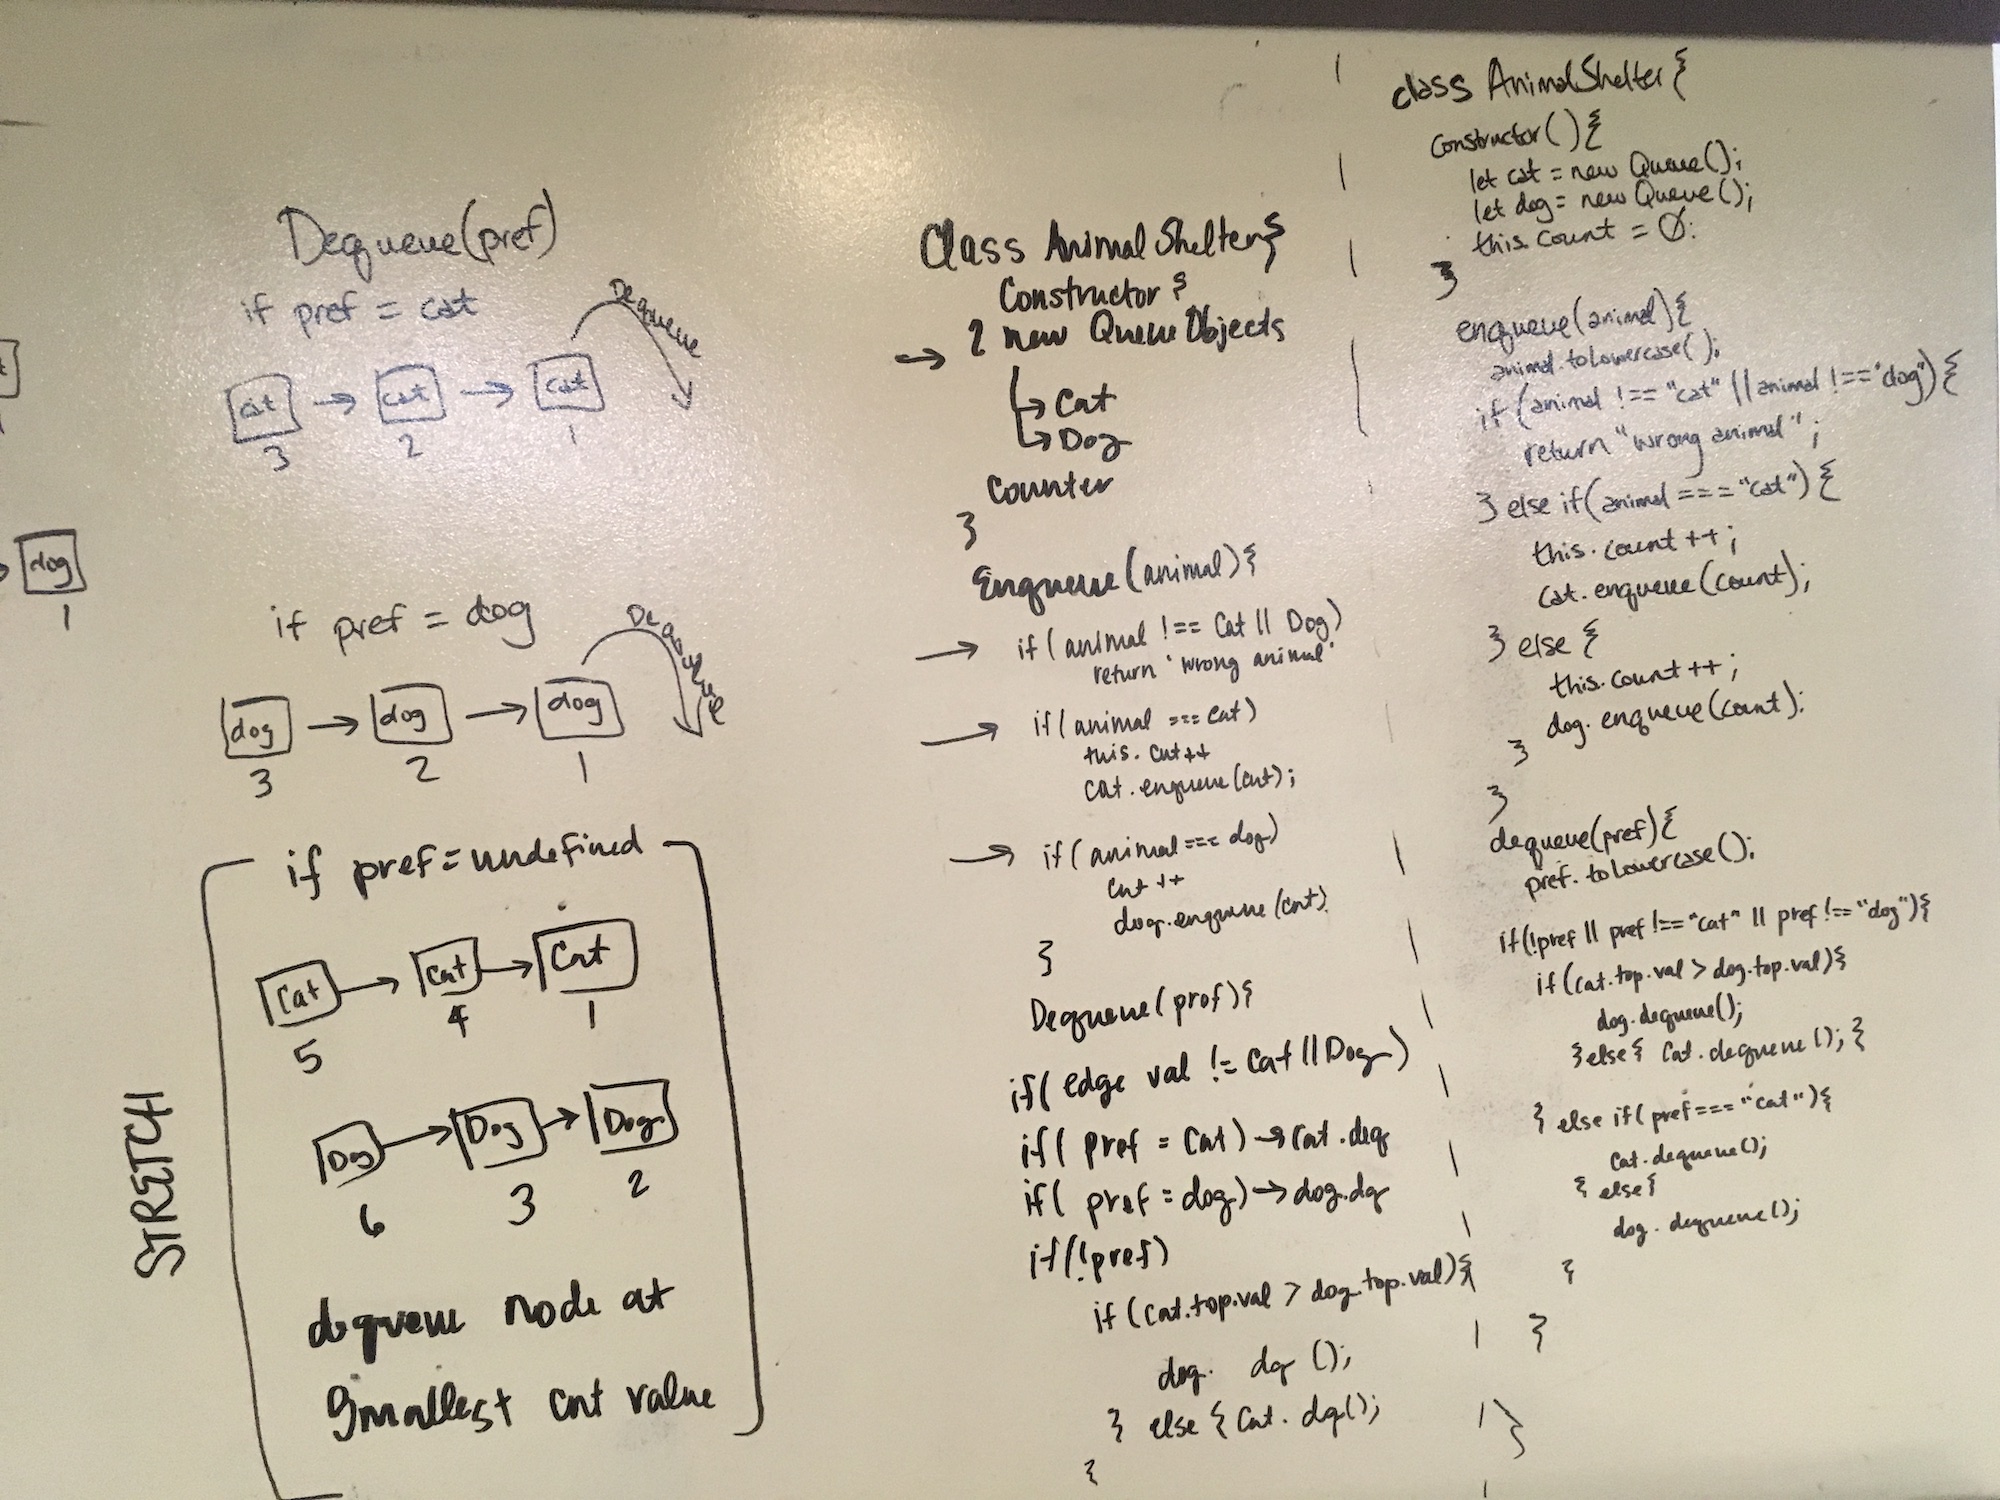 Dequeue(pref)
if pref = cat
Dequeue
cat → cat → cat
3 2 1
dog
1
if pref = dog
Dequeue
dog → dog → dog
3 2 1
STRETCH
if pref = undefined
Cat → Cat → Cat
5 4 1
Dog → Dog → Dog
6 3 2
dequeue node at
smallest cnt value
Class AnimalShelter{
Constructor {
→ 2 new Queue Objects
↳ Cat
↳ Dog
Counter
}
Enqueue(animal){
→ if (animal !== Cat || Dog)
return 'wrong animal'
→ if (animal === Cat)
this. cnt++
cat.enqueue(cnt);
→ if (animal === dog)
cnt ++
dog.enqueue(cnt).
}
Dequeue(pref){
if( edge val != Cat || Dog)
if( pref = Cat) → cat.deq
if( pref = dog) → dog.dq
if(!pref)
if (Cat.top.val > dog.top.val){
dog. dq ();
} else { Cat. dq();
}
class AnimalShelter {
constructor() {
let cat = new Queue();
let dog = new Queue();
this.count = 0;
}
enqueue(animal) {
animal.toLowercase();
if (animal !== "cat" || animal !== "dog") {
return "wrong animal" ;
} else if (animal === "cat") {
this.count ++ ;
cat.enqueue(count);
} else {
this.count ++ ;
dog.enqueue(count);
}
}
dequeue(pref) {
pref.toLowercase();
if(!pref || pref !== "cat" || pref !== "dog"){
if(cat.top.val > dog.top.val){
dog.dequeue();
} else { Cat.dequeue(); }
} else if( pref === "cat"){
Cat.dequeue();
} else {
dog.dequeue();
}
}
}